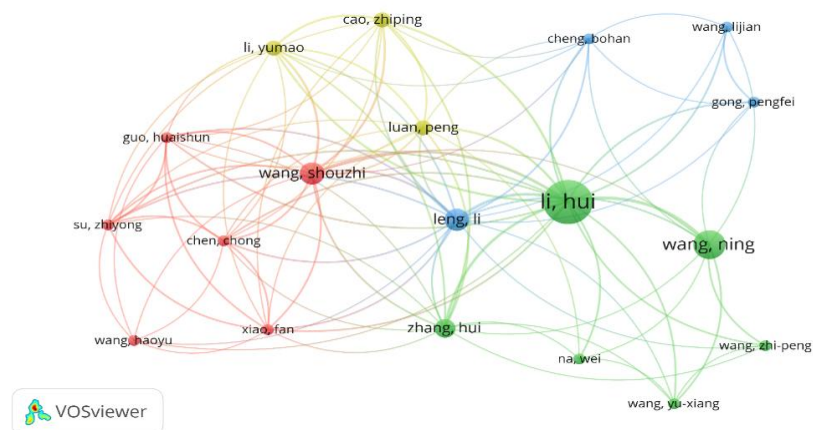 cao, zhiping
li, yumao
cheng, bohan
wang, lijian
gong, pengfei
luan, peng
guo, huaishun
wang, shouzhi
li, hui
leng, li
su, zhiyong
chen, chong
wang, ning
wang, haoyu
xiao, fan
zhang, hui
na, wei
wang, zhi-peng
wang, yu-xiang
VOSviewer